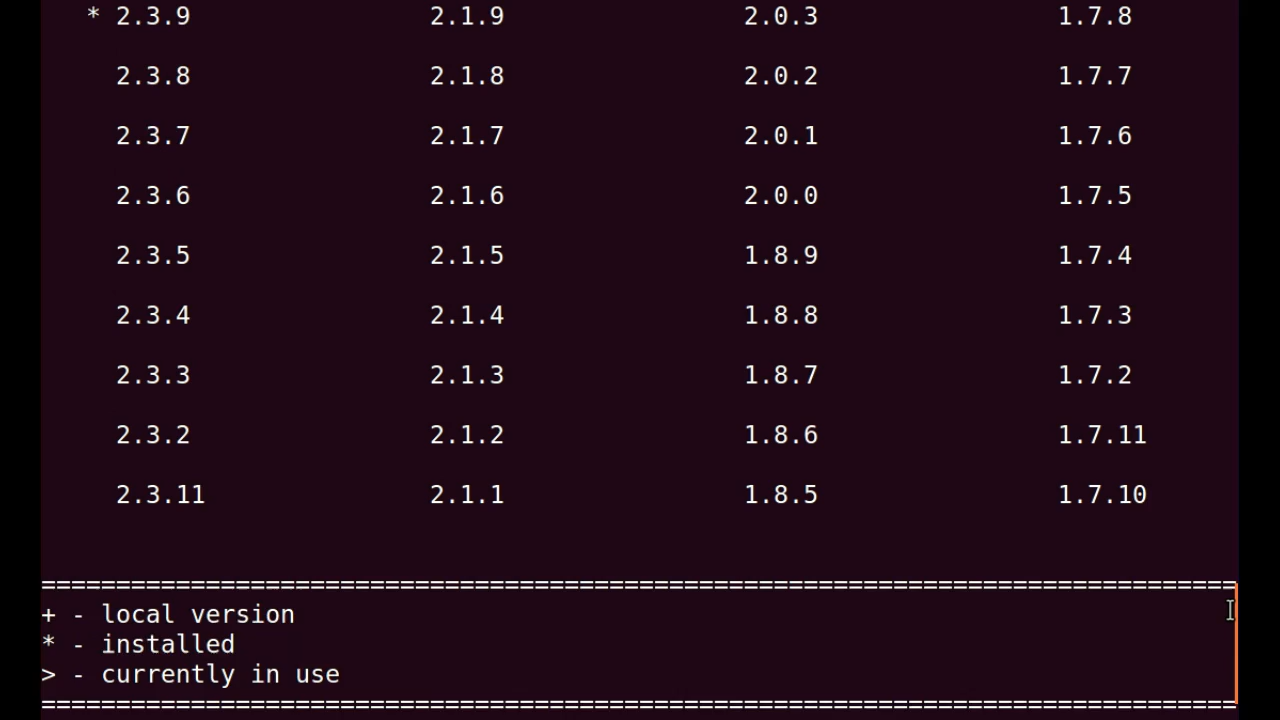 * 2.3.9 2.1.9 2.0.3 1.7.8
2.3.8 2.1.8 2.0.2 1.7.7
2.3.7 2.1.7 2.0.1 1.7.6
2.3.6 2.1.6 2.0.0 1.7.5
2.3.5 2.1.5 1.8.9 1.7.4
2.3.4 2.1.4 1.8.8 1.7.3
2.3.3 2.1.3 1.8.7 1.7.2
2.3.2 2.1.2 1.8.6 1.7.11
2.3.11 2.1.1 1.8.5 1.7.10
================================================================================
+ - local version
* - installed
> - currently in use
================================================================================